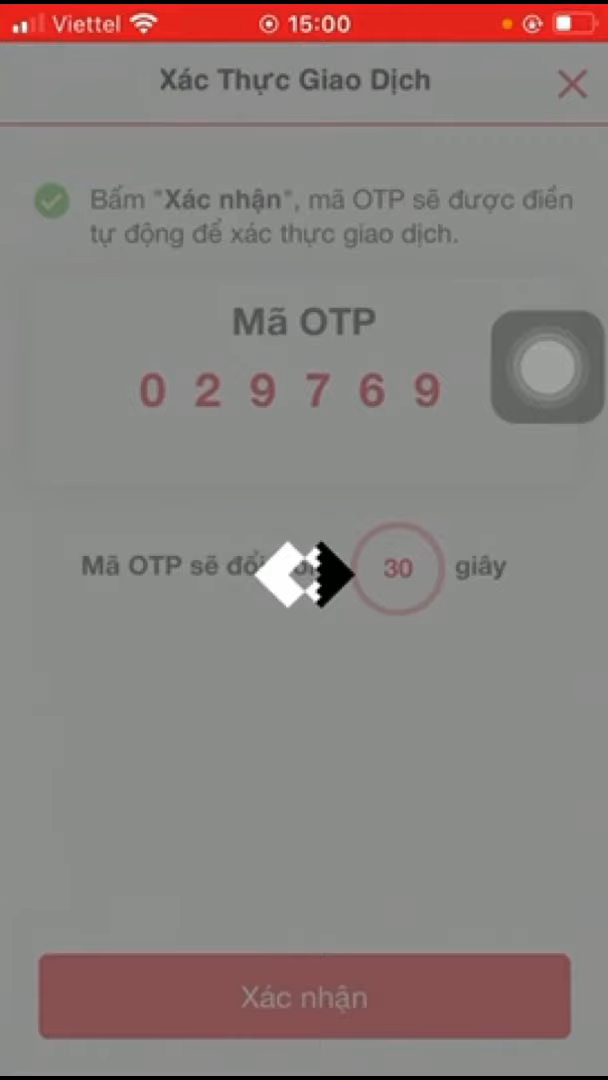 Viettel 15:00
Xác Thực Giao Dịch
Bấm "Xác nhận", mã OTP sẽ được điền
tự động để xác thực giao dịch.
Mã OTP
0 2 9 7 6 9
Mã OTP sẽ đổi 30 giây
Xác nhận